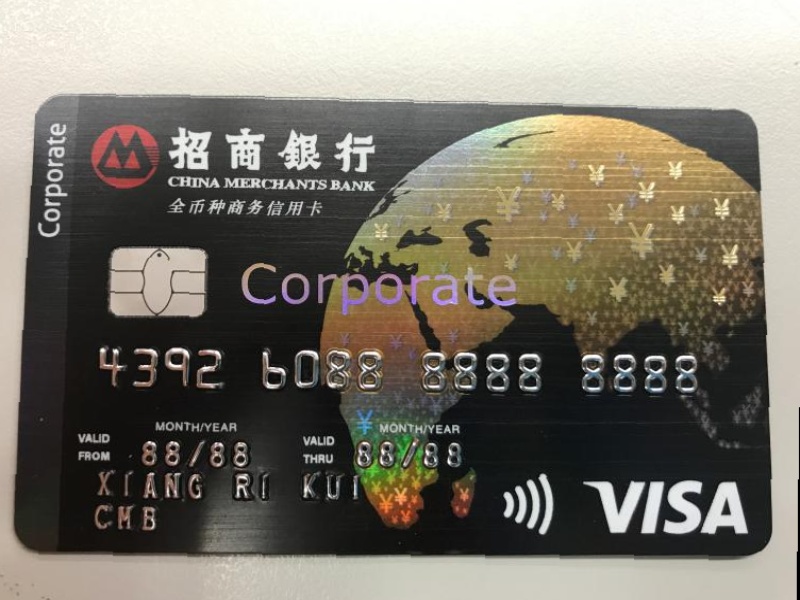 Corporate
招商銀行
CHINA MERCHANTS BANK
全币种商务信用卡
Corporate
4392 6088 8888 8888
MONTH/YEAR MONTH/YEAR
VALID FROM 88/88 VALID THRU 88/88
XIANG RI KUI
CMB
VISA